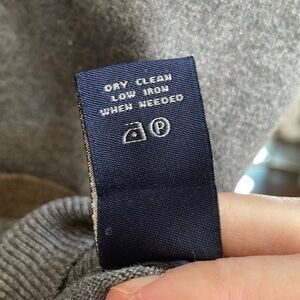 DRY CLEAN
LOW IRON
WHEN NEEDED
P